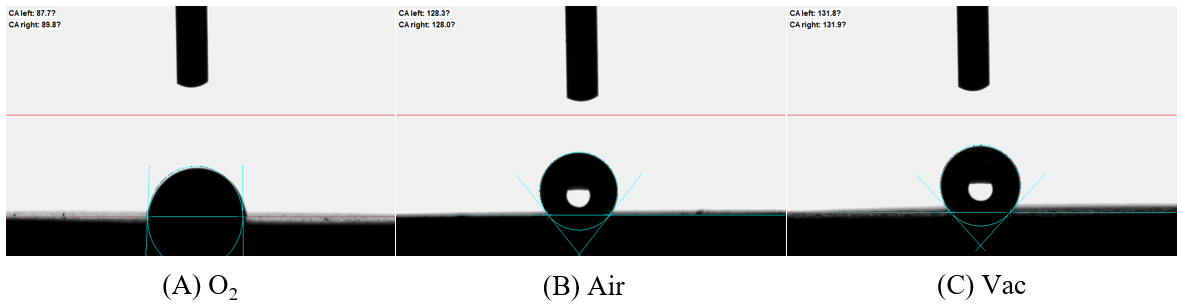 CA left: 87.7?
CA right: 89.8?
CA left: 128.3?
CA right: 128.0?
CA left: 131.8?
CA right: 131.9?
(A) O₂
(B) Air
(C) Vac